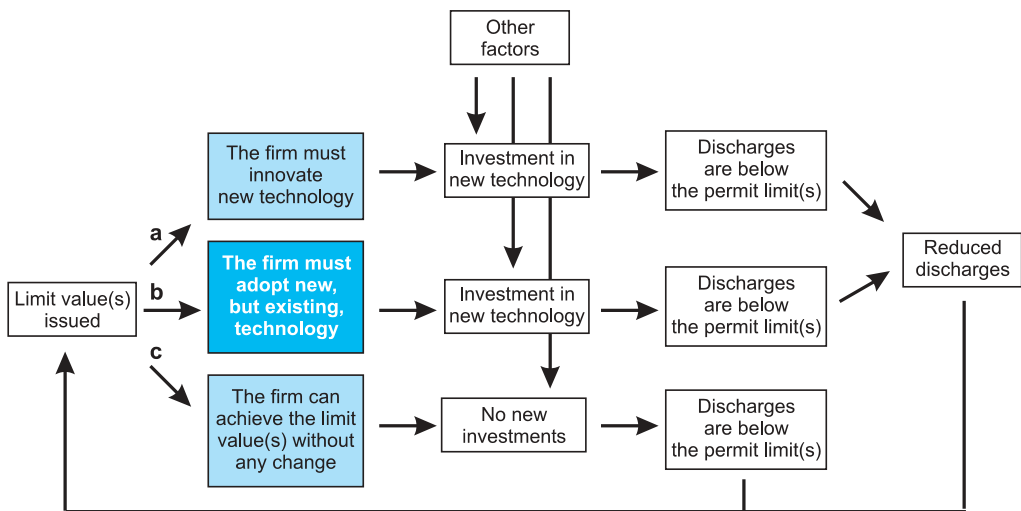 Other
factors
The firm must
innovate
new technology
Investment in
new technology
Discharges
are below
the permit limit(s)
a
Limit value(s)
issued
b
The firm must
adopt new,
but existing,
technology
Investment in
new technology
Discharges
are below
the permit limit(s)
Reduced
discharges
c
The firm can
achieve the limit
value(s) without
any change
No new
investments
Discharges
are below
the permit limit(s)